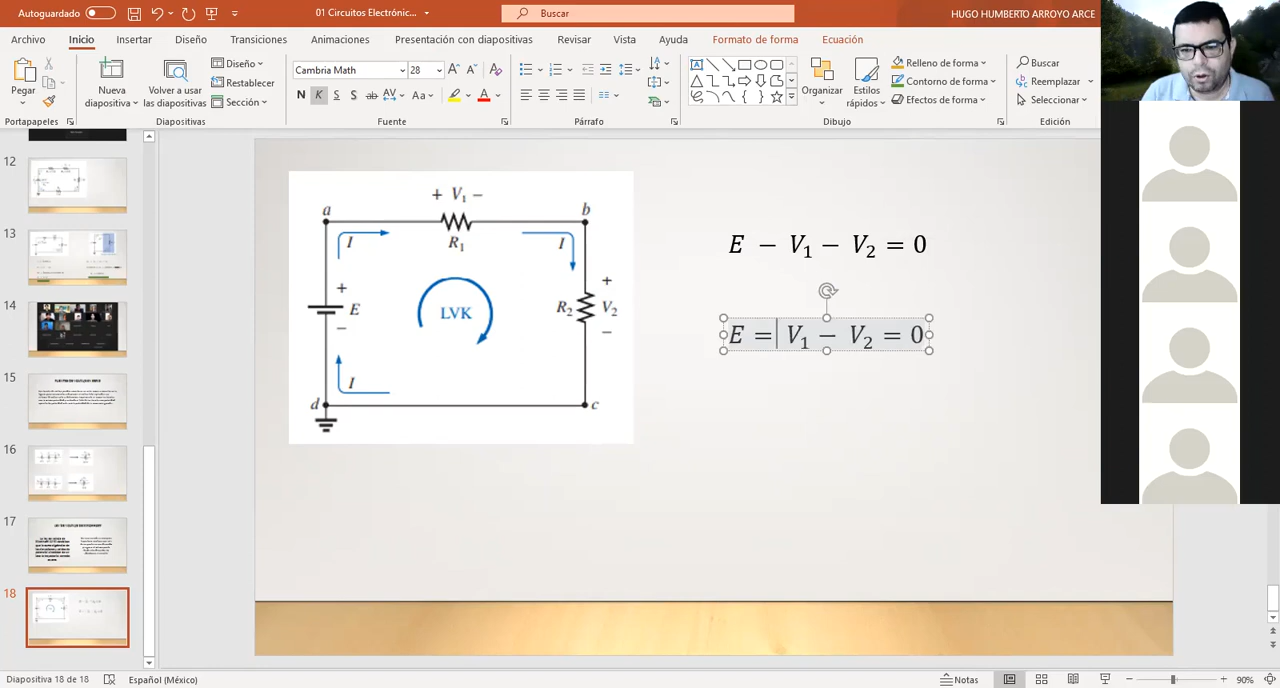 Autoguardado
01 Circuitos Electrónic...
Buscar
HUGO HUMBERTO ARROYO ARCE
Archivo Inicio Insertar Diseño Transiciones Animaciones Presentación con diapositivas Revisar Vista Ayuda Formato de forma Ecuación
Pegar
Portapapeles
Nueva diapositiva
Volver a usar las diapositivas
Diseño
Restablecer
Sección
Diapositivas
Cambria Math 28
N K S S ab AV Aa A
Fuente
Párrafo
Organizar
Estilos rápidos
Relleno de forma
Contorno de forma
Efectos de forma
Dibujo
Buscar
Reemplazar
Seleccionar
Edición
12
13
14
15
16
17
18
+ V₁ −
a
b
I
R₁
I
+
E
−
LVK
R₂
+
V₂
−
I
d
c
E − V₁ − V₂ = 0
E = V₁ − V₂ = 0
Diapositiva 18 de 18
Español (México)
Notas
90%